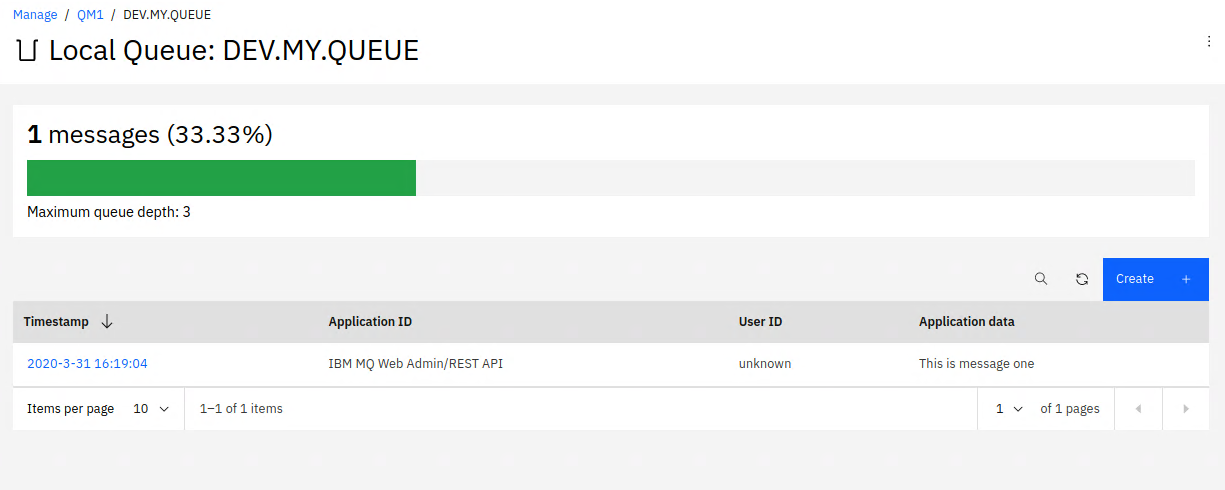 Manage / QM1 / DEV.MY.QUEUE
Local Queue: DEV.MY.QUEUE
1 messages (33.33%)
Maximum queue depth: 3
Create +
Timestamp Application ID User ID Application data
2020-3-31 16:19:04 IBM MQ Web Admin/REST API unknown This is message one
Items per page 10 1–1 of 1 items 1 of 1 pages